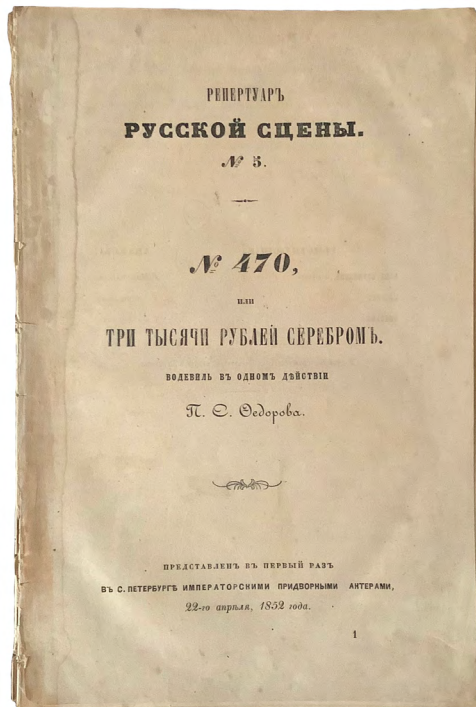 РЕПЕРТУАРЪ
РУССКОЙ СЦЕНЫ.
№ 5.
№ 470,
ИЛИ
ТРИ ТЫСЯЧИ РУБЛЕЙ СЕРЕБРОМЪ.
ВОДЕВИЛЬ ВЪ ОДНОМЪ ДѢЙСТВІИ
П. С. Ѳедорова.
ПРЕДСТАВЛЕНЪ ВЪ ПЕРВЫЙ РАЗЪ
ВЪ С. ПЕТЕРБУРГѢ ИМПЕРАТОРСКИМИ ПРИДВОРНЫМИ АКТЕРАМИ,
22-го апрѣля, 1852 года.
1